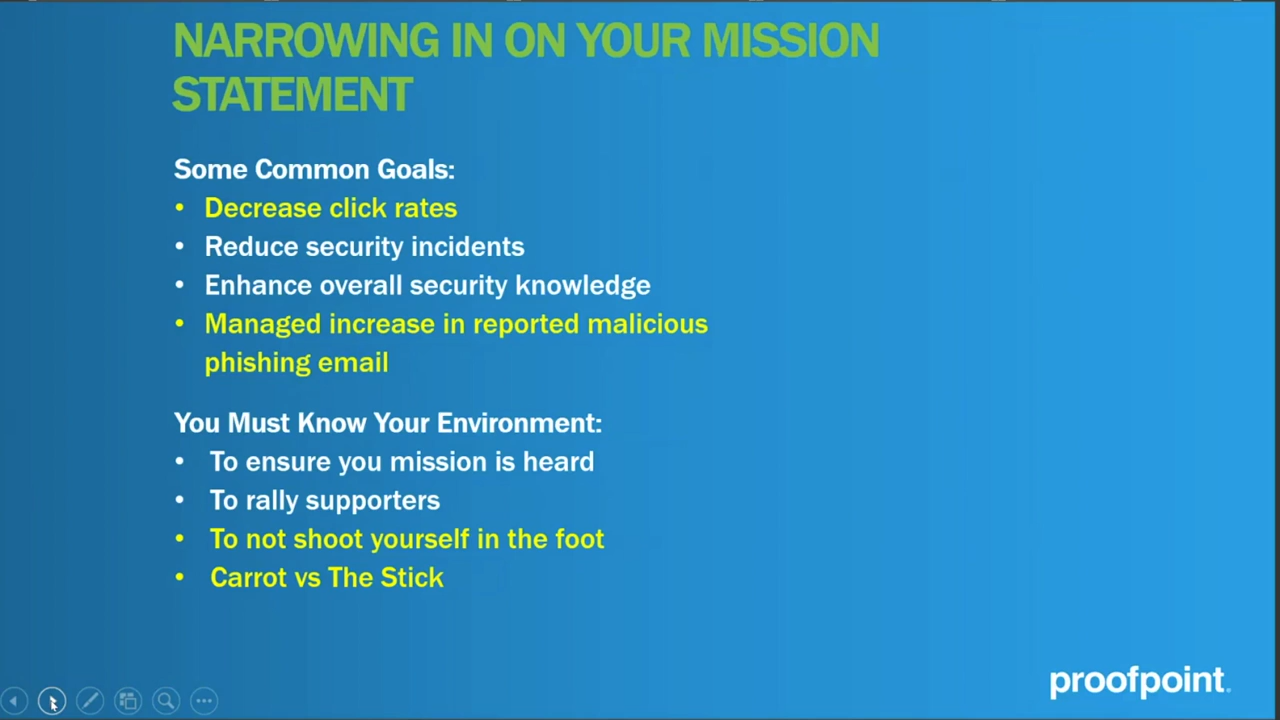 NARROWING IN ON YOUR MISSION
STATEMENT
Some Common Goals:
• Decrease click rates
• Reduce security incidents
• Enhance overall security knowledge
• Managed increase in reported malicious
phishing email
You Must Know Your Environment:
• To ensure you mission is heard
• To rally supporters
• To not shoot yourself in the foot
• Carrot vs The Stick
proofpoint.